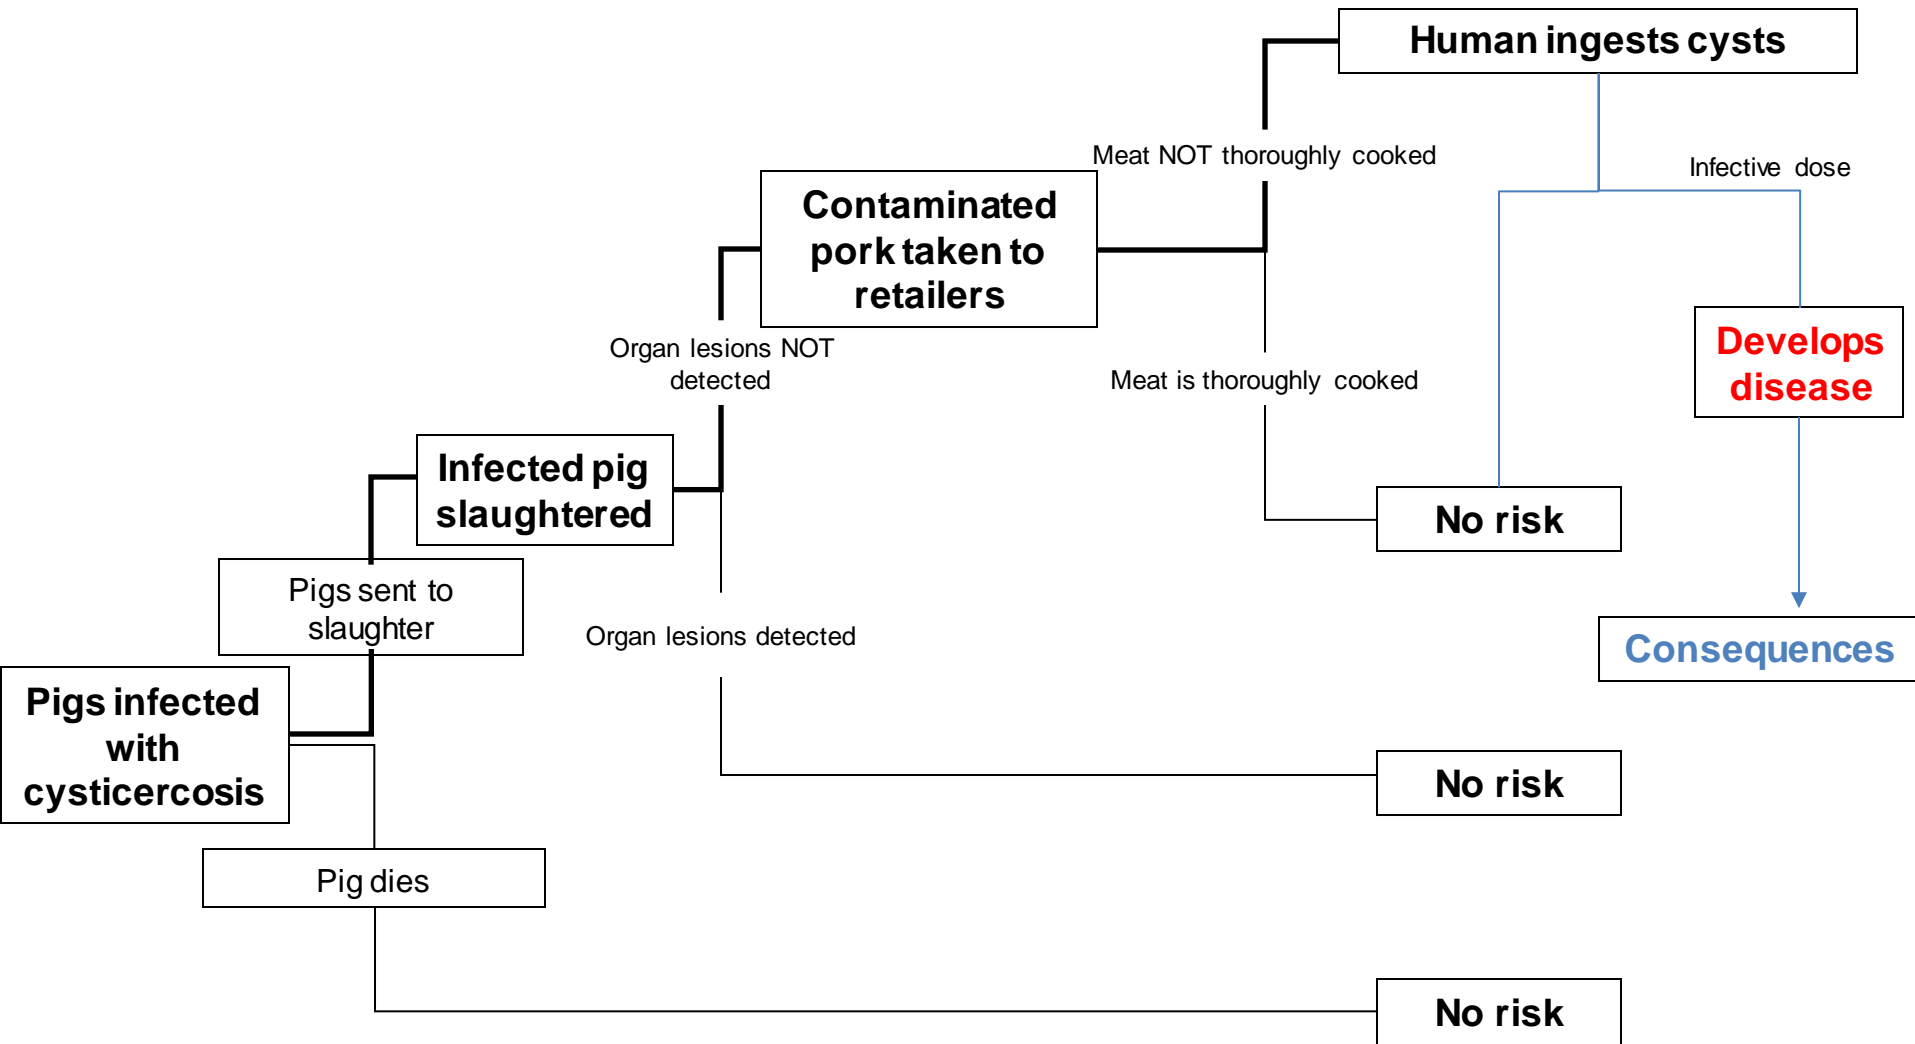 Human ingests cysts
Meat NOT thoroughly cooked
Infective dose
Contaminated
pork taken to
retailers
Organ lesions NOT
detected
Meat is thoroughly cooked
Develops
disease
Infected pig
slaughtered
No risk
Pigs sent to
slaughter
Organ lesions detected
Consequences
Pigs infected
with
cysticercosis
No risk
Pig dies
No risk